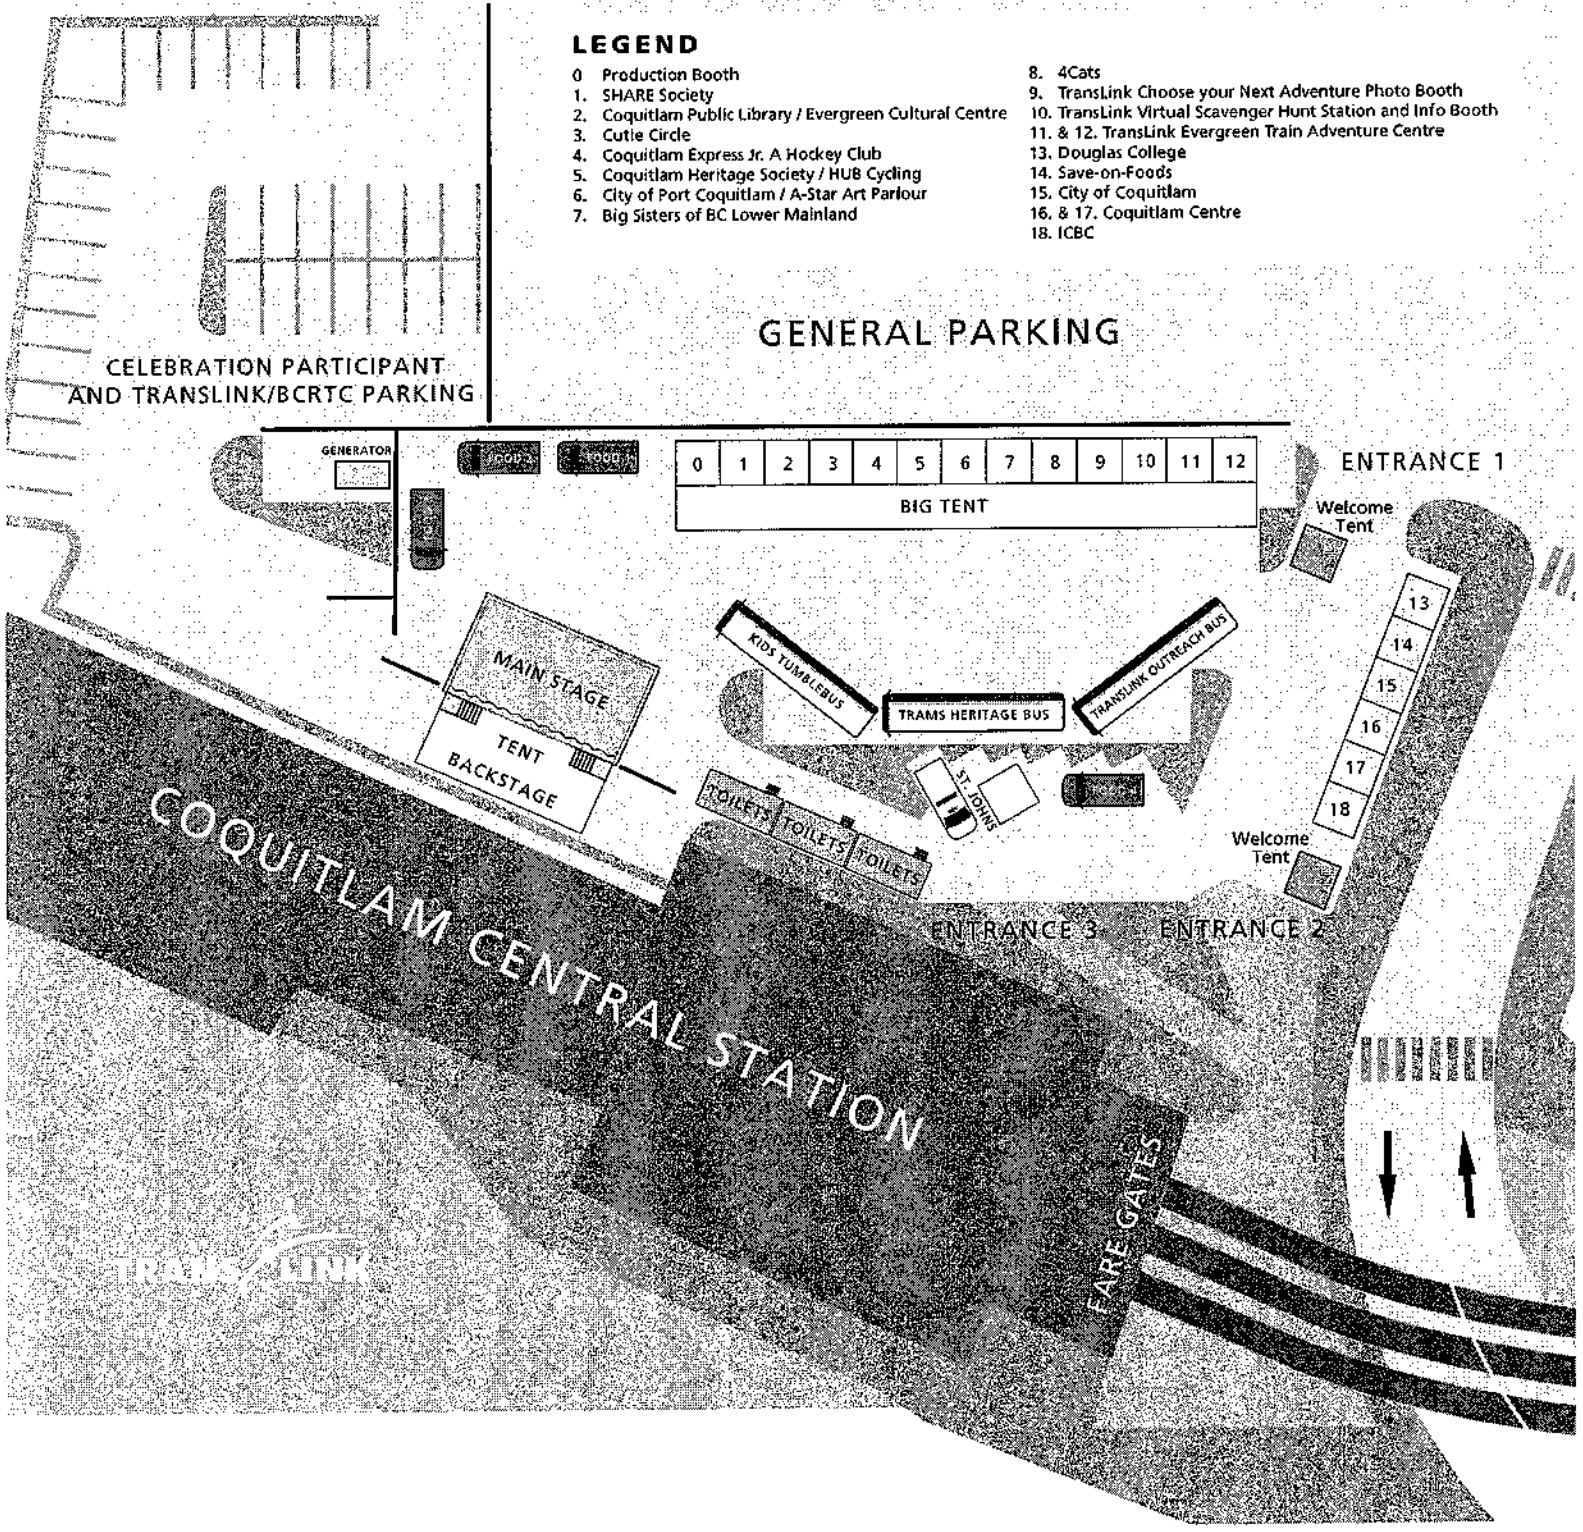 LEGEND
0 Production Booth
1. SHARE Society
2. Coquitlam Public Library / Evergreen Cultural Centre
3. Cutie Circle
4. Coquitlam Express Jr. A Hockey Club
5. Coquitlam Heritage Society / HUB Cycling
6. City of Port Coquitlam / A-Star Art Parlour
7. Big Sisters of BC Lower Mainland
8. 4Cats
9. TransLink Choose your Next Adventure Photo Booth
10. TransLink Virtual Scavenger Hunt Station and Info Booth
11. & 12. TransLink Evergreen Train Adventure Centre
13. Douglas College
14. Save-on-Foods
15. City of Coquitlam
16. & 17. Coquitlam Centre
18. ICBC
GENERAL PARKING
CELEBRATION PARTICIPANT
AND TRANSLINK/BCRTC PARKING
GENERATOR
FOOD
FOOD
0 1 2 3 4 5 6 7 8 9 10 11 12
BIG TENT
ENTRANCE 1
Welcome
Tent
13
14
15
16
17
18
MAIN STAGE
TENT
BACKSTAGE
KIDS TUMBLEBUS
TRAMS HERITAGE BUS
TRANSLINK OUTREACH BUS
ST. JOHNS
TOILETS
TOILETS
TOILETS
Welcome
Tent
ENTRANCE 3
ENTRANCE 2
COQUITLAM CENTRAL STATION
FARE GATES
TRANS LINK